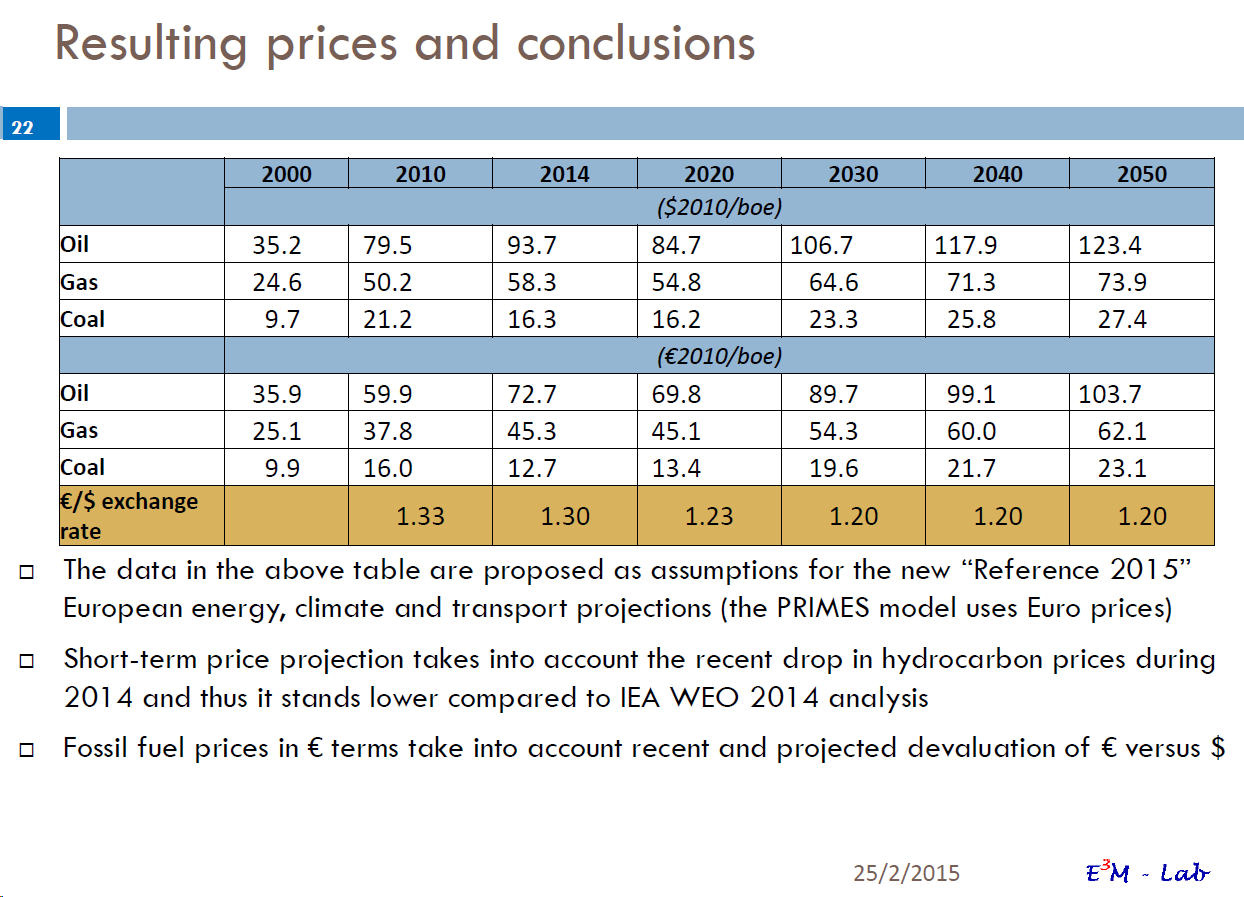 Resulting prices and conclusions
22
2000 2010 2014 2020 2030 2040 2050
($2010/boe)
Oil 35.2 79.5 93.7 84.7 106.7 117.9 123.4
Gas 24.6 50.2 58.3 54.8 64.6 71.3 73.9
Coal 9.7 21.2 16.3 16.2 23.3 25.8 27.4
(€2010/boe)
Oil 35.9 59.9 72.7 69.8 89.7 99.1 103.7
Gas 25.1 37.8 45.3 45.1 54.3 60.0 62.1
Coal 9.9 16.0 12.7 13.4 19.6 21.7 23.1
€/$ exchange
rate 1.33 1.30 1.23 1.20 1.20 1.20
The data in the above table are proposed as assumptions for the new “Reference 2015”
European energy, climate and transport projections (the PRIMES model uses Euro prices)
Short-term price projection takes into account the recent drop in hydrocarbon prices during
2014 and thus it stands lower compared to IEA WEO 2014 analysis
Fossil fuel prices in € terms take into account recent and projected devaluation of € versus $
25/2/2015
E³M - Lab